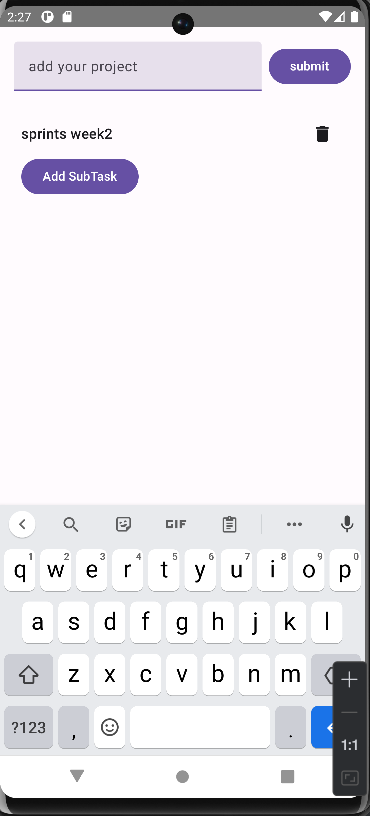 2:27
add your project
submit
sprints week2
Add SubTask
GIF
1 2 3 4 5 6 7 8 9 0
q w e r t y u i o p
a s d f g h j k l
z x c v b n m
?123 , .
1:1